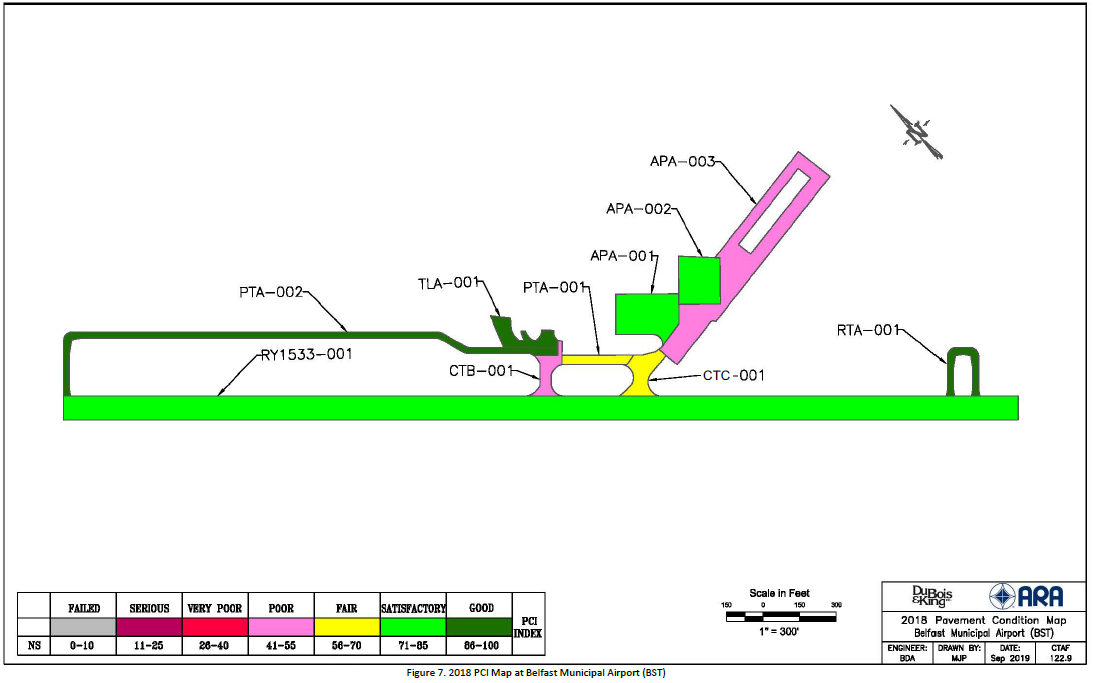 APA-003
APA-002
APA-001
TLA-001
PTA-001
PTA-002
RTA-001
RY1533-001
CTB-001
CTC-001
FAILED SERIOUS VERY POOR POOR FAIR SATISFACTORY GOOD PCI INDEX
NS 0-10 11-25 26-40 41-55 56-70 71-85 86-100
Scale in Feet
150 0 150 300
1" = 300'
DuBois
&King inc
ARA
2018 Pavement Condition Map
Belfast Municipal Airport (BST)
ENGINEER: DRAWN BY: DATE: CTAF
BDA MJP Sep 2019 122.9
Figure 7. 2018 PCI Map at Belfast Municipal Airport (BST)